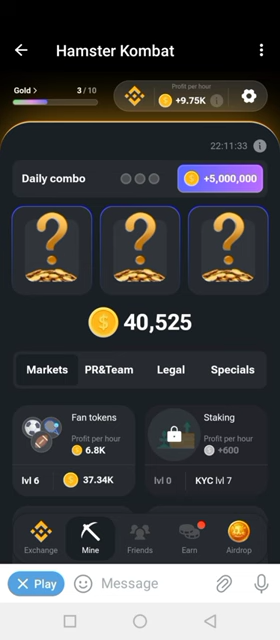 Hamster Kombat
Gold >
3 / 10
Profit per hour
+9.75K
22:11:33
Daily combo
+5,000,000
40,525
Markets
PR&Team
Legal
Specials
Fan tokens
Profit per hour
6.8K
lvl 6
37.34K
Staking
Profit per hour
+600
lvl 0
KYC lvl 7
Exchange
Mine
Friends
Earn
Airdrop
Play
Message